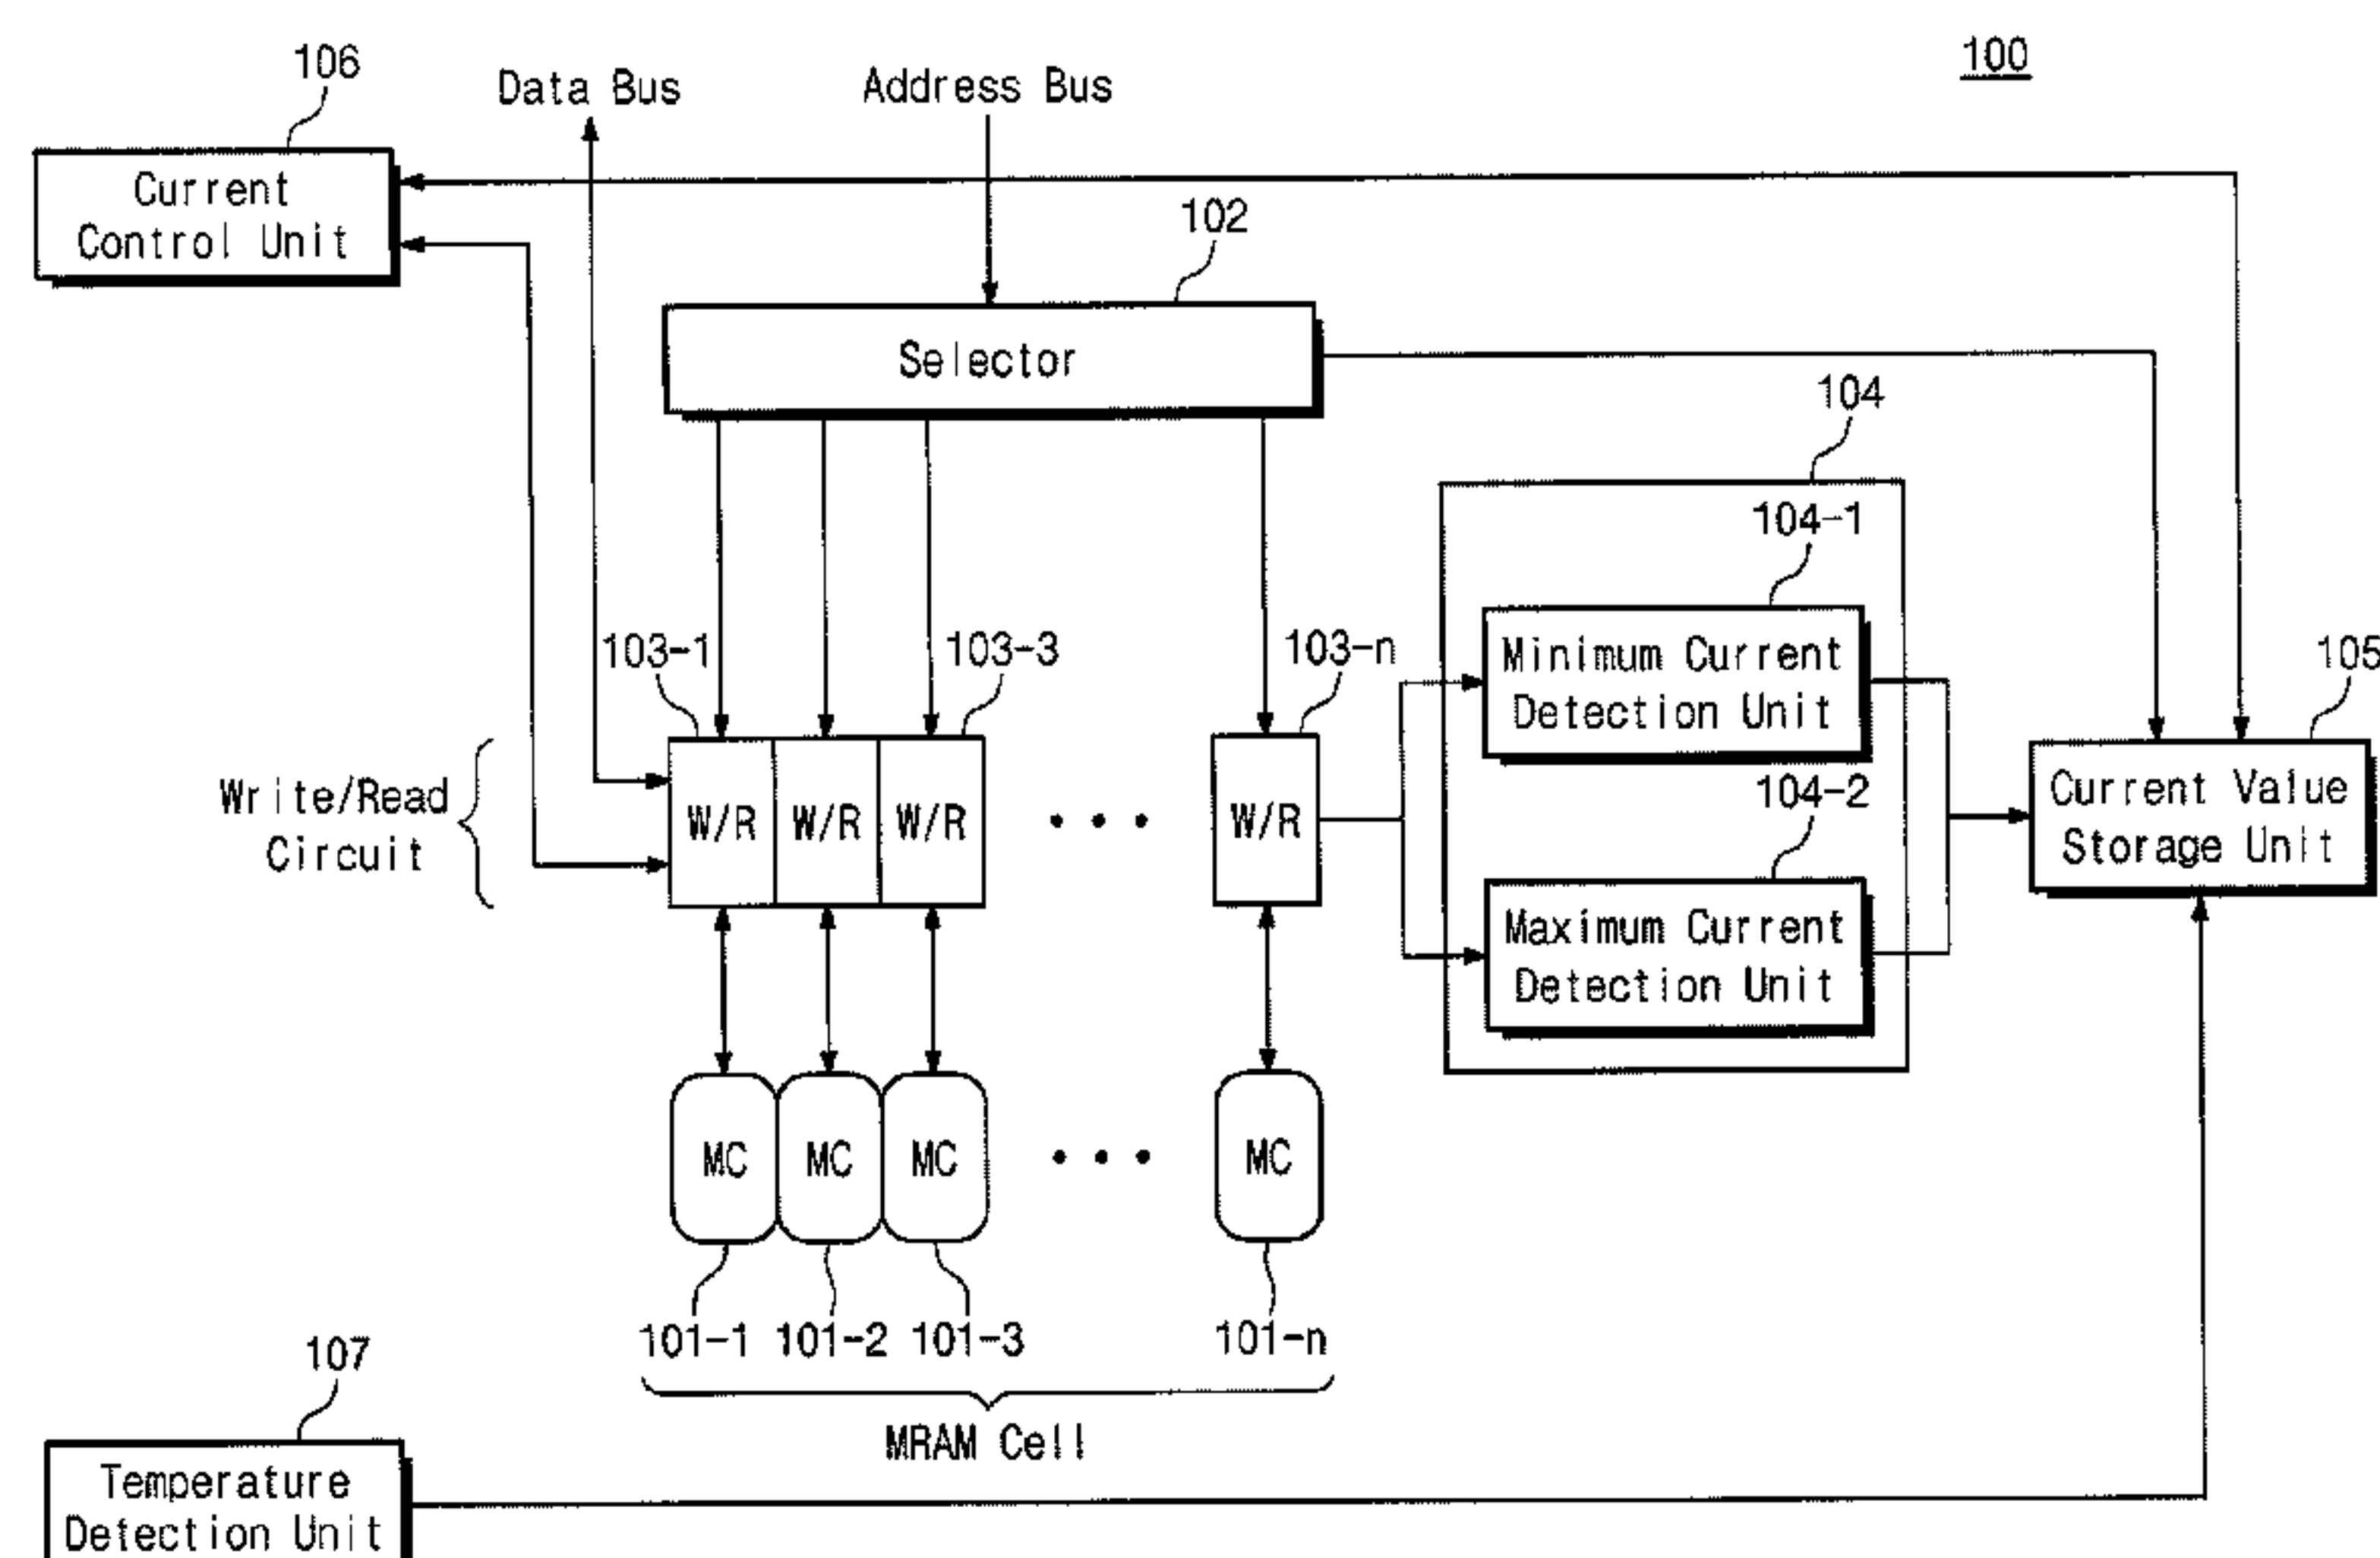 100
106
Data Bus
Address Bus
Current
Control Unit
102
Selector
104
104-1
103-1
103-3
103-n
Minimum Current
Detection Unit
105
Write/Read
Circuit
W/R
W/R
W/R
W/R
104-2
Current Value
Storage Unit
Maximum Current
Detection Unit
MC
MC
MC
MC
101-1
101-2
101-3
101-n
107
MRAM Cell
Temperature
Detection Unit